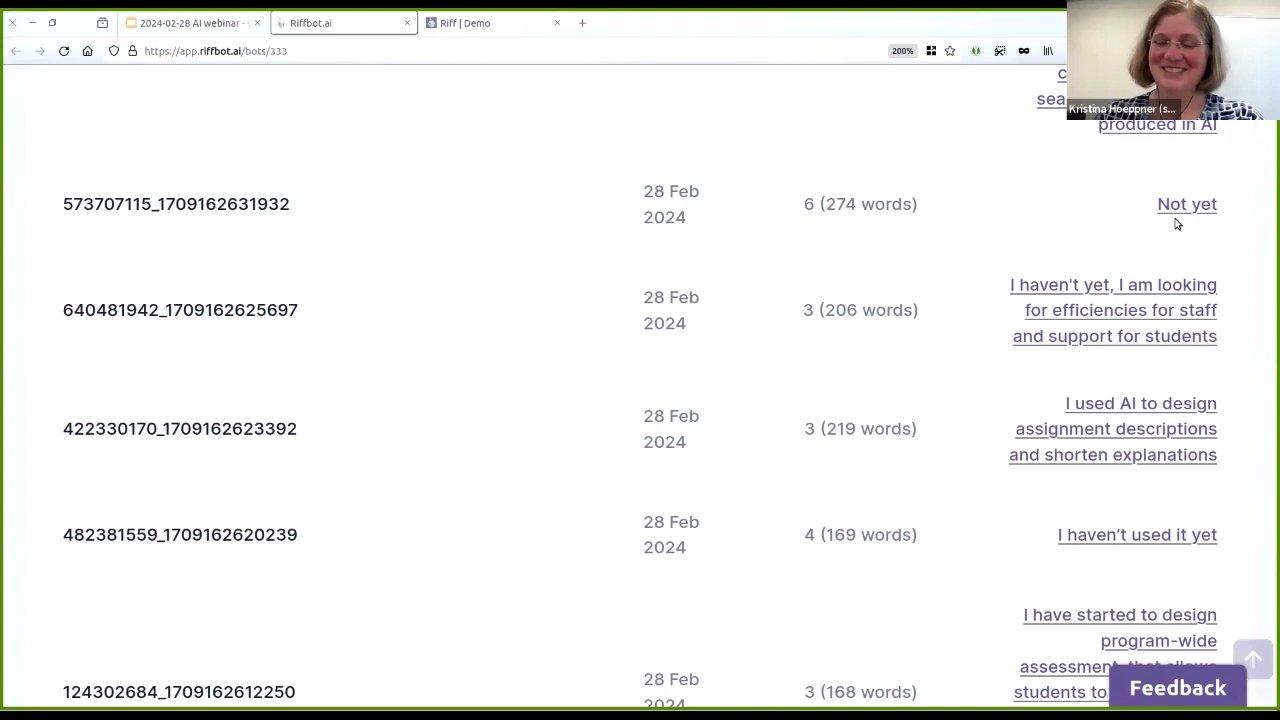 2024-02-28 AI webinar -
Riffbot.ai
Riff | Demo
https://app.riffbot.ai/bots/333
200%
Kristina Hoeppner (s...
sea
produced in AI
573707115_1709162631932
28 Feb
2024
6 (274 words)
Not yet
640481942_1709162625697
28 Feb
2024
3 (206 words)
I haven't yet, I am looking
for efficiencies for staff
and support for students
422330170_1709162623392
28 Feb
2024
3 (219 words)
I used AI to design
assignment descriptions
and shorten explanations
482381559_1709162620239
28 Feb
2024
4 (169 words)
I haven’t used it yet
124302684_1709162612250
28 Feb
2024
3 (168 words)
I have started to design
program-wide
assessment, that allows
students to
Feedback